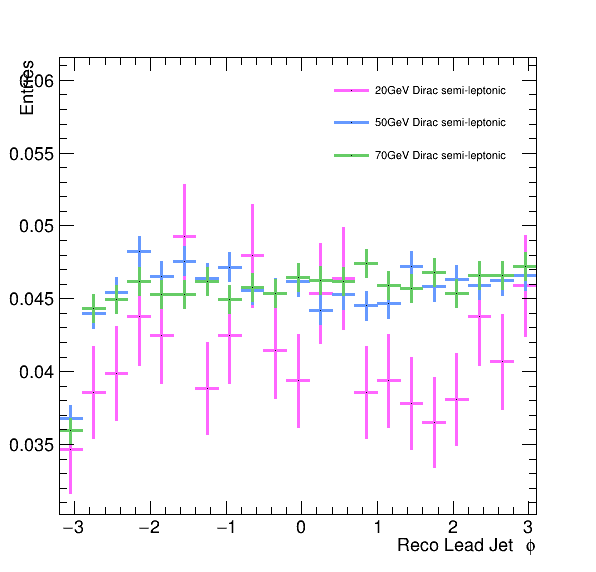 Entries
0.06
0.055
0.05
0.045
0.04
0.035
20GeV Dirac semi-leptonic
50GeV Dirac semi-leptonic
70GeV Dirac semi-leptonic
−3 −2 −1 0 1 2 3
Reco Lead Jet ϕ